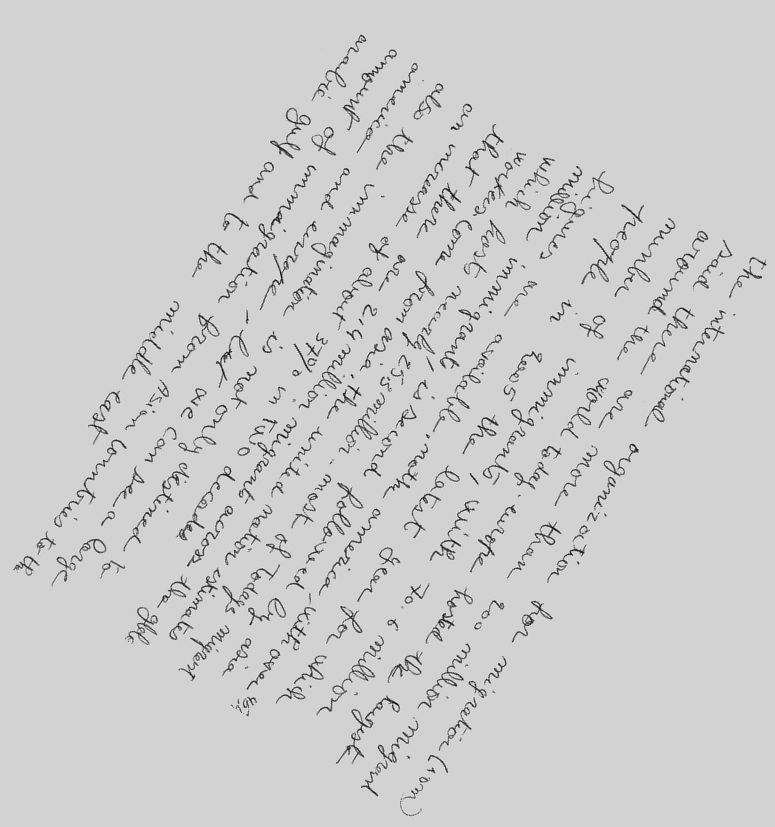 The international organization for migration (iom)
said there are more than 200 million migrant
around the world today. europe hosted the largest
number of immigrants, with 70.6 million
people in 2005 the latest year for which
figures are available. north america with over 45.1
million immigrants is second followed by asia
which host nearly 25.3 million. most of Todays migrant
workers come from asia, the united nation estimates
that there are 214 million migrants across the globe
an increase of about 37% in two decades
also the immagination is not only destined to
america and europe, but we can see a large
amount of immagration from Asian Countries to the
arabic gulf and to the middle east